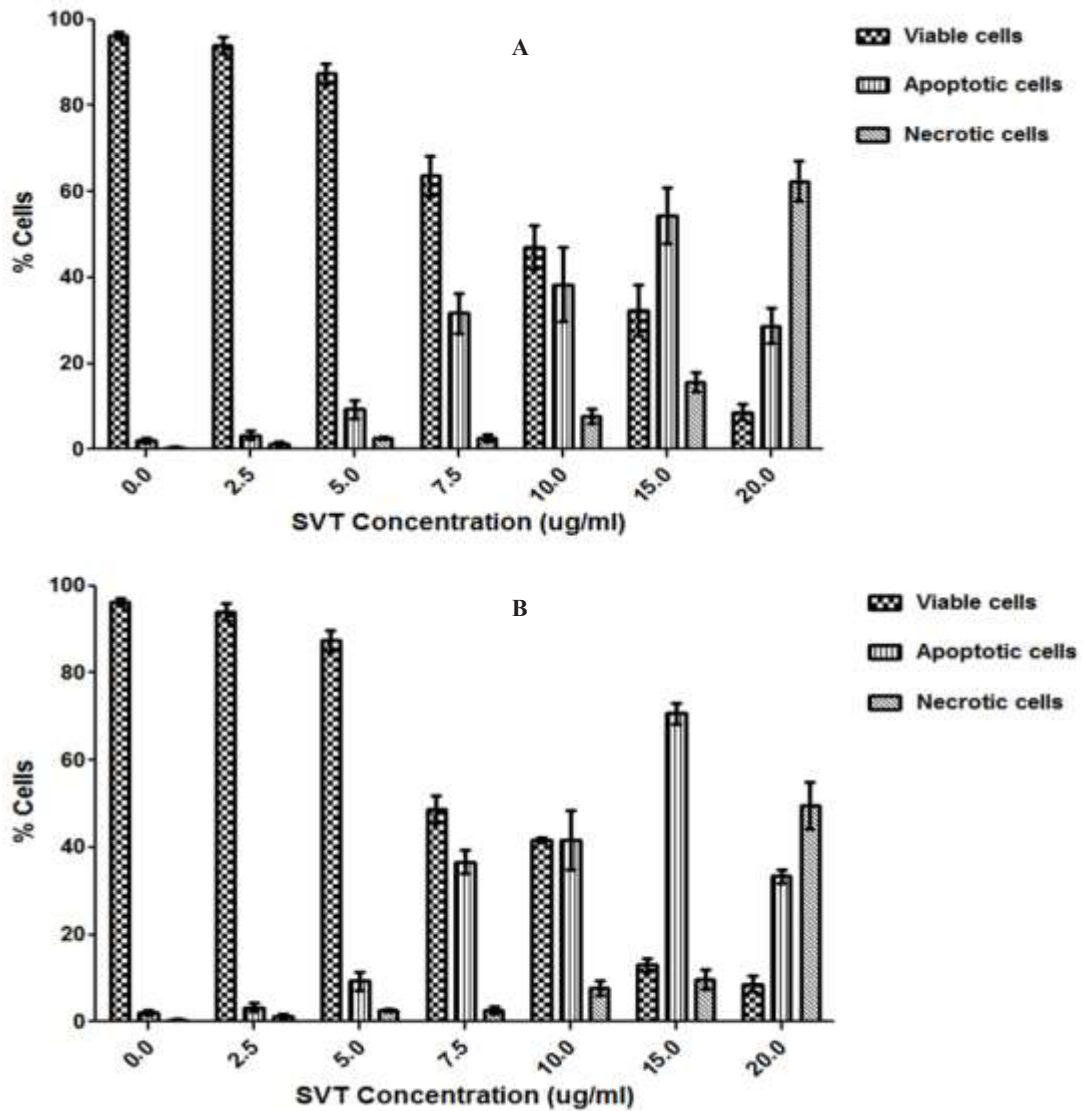 A
100
80
60
40
20
0
% Cells
0.0 2.5 5.0 7.5 10.0 15.0 20.0
SVT Concentration (ug/ml)
Viable cells
Apoptotic cells
Necrotic cells
B
100
80
60
40
20
0
% Cells
0.0 2.5 5.0 7.5 10.0 15.0 20.0
SVT Concentration (ug/ml)
Viable cells
Apoptotic cells
Necrotic cells